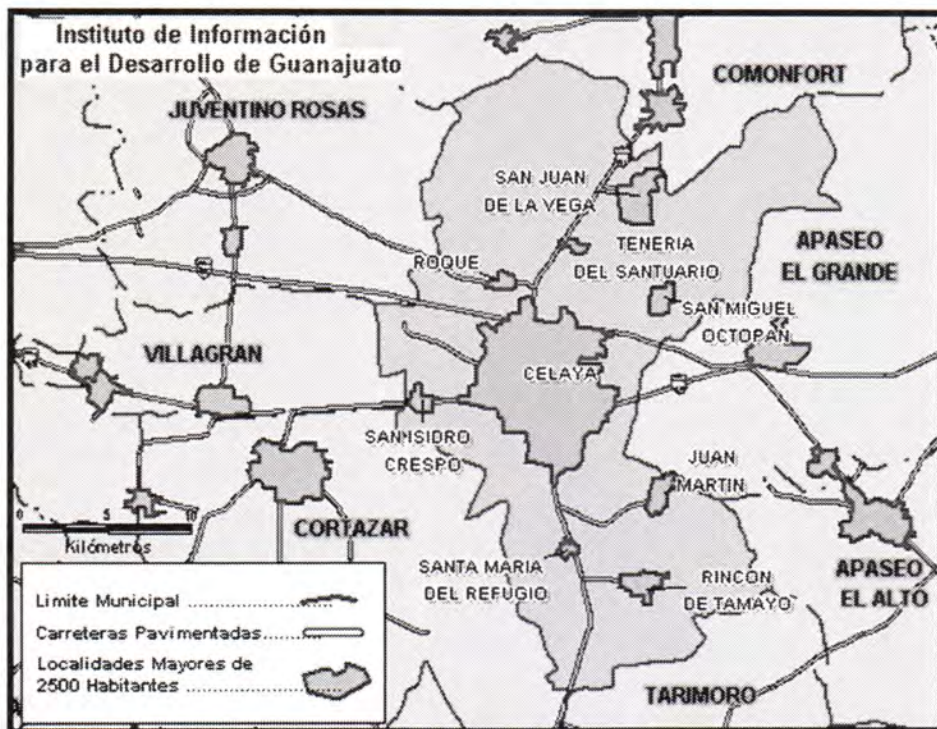 Instituto de Información
para el Desarrollo de Guanajuato
COMONFORT
JUVENTINO ROSAS
SAN JUAN
DE LA VEGA
TENERIA
DEL SANTUARIO
APASEO
EL GRANDE
ROQUE
SAN MIGUEL
OCTOPAN
VILLAGRAN
CELAYA
SAN ISIDRO
CRESPO
JUAN
MARTIN
CORTAZAR
0 5 10
Kilómetros
SANTA MARIA
DEL REFUGIO
RINCON
DE TAMAYO
APASEO
EL ALTO
TARIMORO
Limite Municipal
Carreteras Pavimentadas
Localidades Mayores de
2500 Habitantes